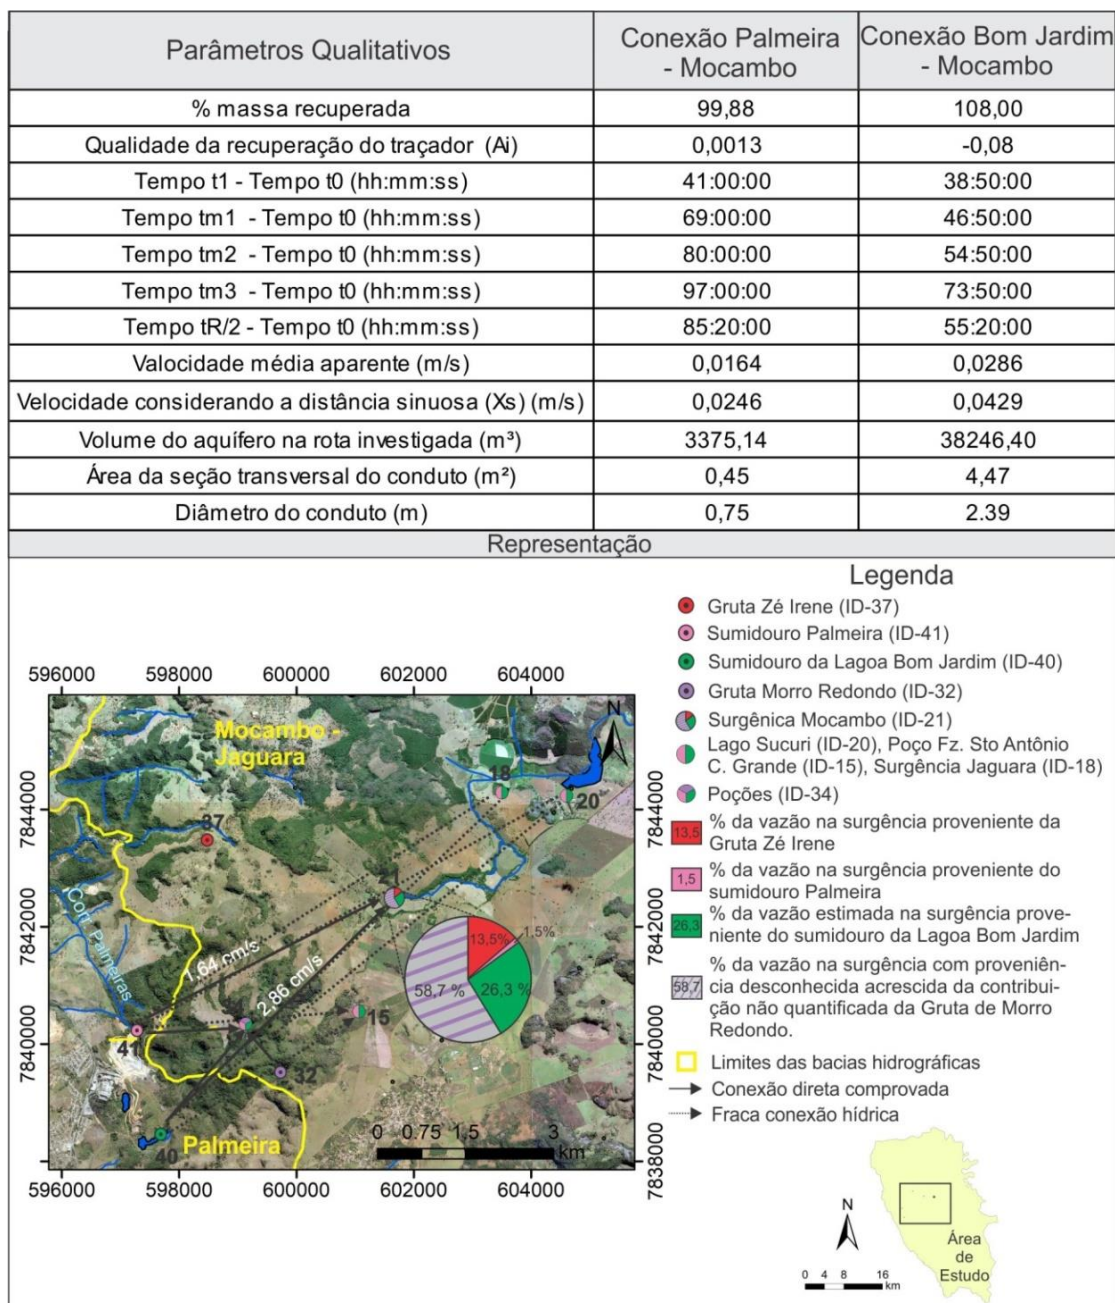 Parâmetros Qualitativos
Conexão Palmeira
- Mocambo
Conexão Bom Jardim
- Mocambo
% massa recuperada 99,88 108,00
Qualidade da recuperação do traçador (Ai) 0,0013 -0,08
Tempo t1 - Tempo t0 (hh:mm:ss) 41:00:00 38:50:00
Tempo tm1 - Tempo t0 (hh:mm:ss) 69:00:00 46:50:00
Tempo tm2 - Tempo t0 (hh:mm:ss) 80:00:00 54:50:00
Tempo tm3 - Tempo t0 (hh:mm:ss) 97:00:00 73:50:00
Tempo tR/2 - Tempo t0 (hh:mm:ss) 85:20:00 55:20:00
Valocidade média aparente (m/s) 0,0164 0,0286
Velocidade considerando a distância sinuosa (Xs) (m/s) 0,0246 0,0429
Volume do aquífero na rota investigada (m³) 3375,14 38246,40
Área da seção transversal do conduto (m²) 0,45 4,47
Diâmetro do conduto (m) 0,75 2.39
Representação
596000 598000 600000 602000 604000
N
Mocambo -
Jaguara
18
20
37
7844000
7844000
7842000
7842000
7840000
7840000
7838000
Corr. Palmeiras
1,64 cm/s
2,86 cm/s
13,5%
1,5%
26,3 %
58,7 %
15
41
32
40
Palmeira
0 0.75 1,5 3
km
596000 598000 600000 602000 604000
Legenda
Gruta Zé Irene (ID-37)
Sumidouro Palmeira (ID-41)
Sumidouro da Lagoa Bom Jardim (ID-40)
Gruta Morro Redondo (ID-32)
Surgênica Mocambo (ID-21)
Lago Sucuri (ID-20), Poço Fz. Sto Antônio
C. Grande (ID-15), Surgência Jaguara (ID-18)
Poções (ID-34)
13,5 % da vazão na surgência proveniente da
Gruta Zé Irene
1,5 % da vazão na surgência proveniente do
sumidouro Palmeira
26,3 % da vazão estimada na surgência prove-
niente do sumidouro da Lagoa Bom Jardim
58,7 % da vazão na surgência com proveniên-
cia desconhecida acrescida da contribui-
ção não quantificada da Gruta de Morro
Redondo.
Limites das bacias hidrográficas
Conexão direta comprovada
Fraca conexão hídrica
N
0 4 8 16
km
Área
de
Estudo